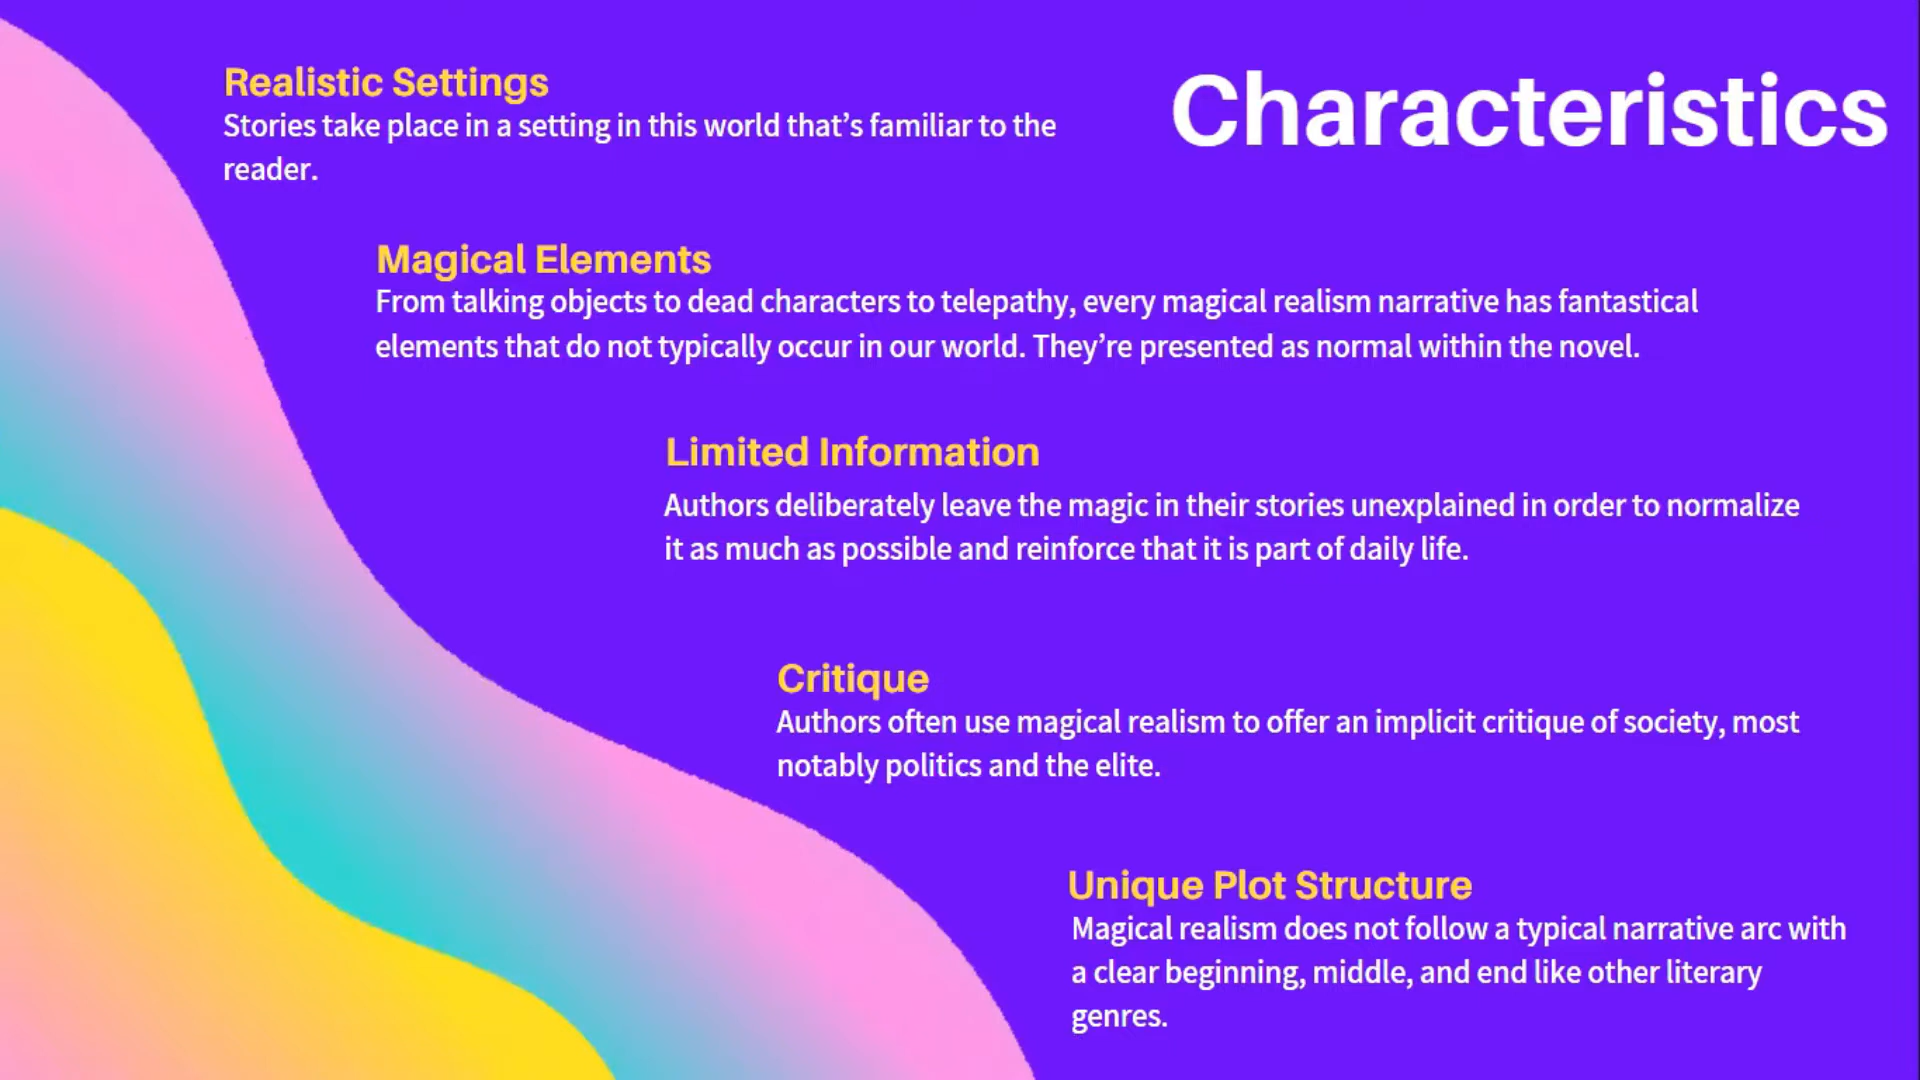 Characteristics
Realistic Settings
Stories take place in a setting in this world that’s familiar to the
reader.
Magical Elements
From talking objects to dead characters to telepathy, every magical realism narrative has fantastical
elements that do not typically occur in our world. They’re presented as normal within the novel.
Limited Information
Authors deliberately leave the magic in their stories unexplained in order to normalize
it as much as possible and reinforce that it is part of daily life.
Critique
Authors often use magical realism to offer an implicit critique of society, most
notably politics and the elite.
Unique Plot Structure
Magical realism does not follow a typical narrative arc with
a clear beginning, middle, and end like other literary
genres.